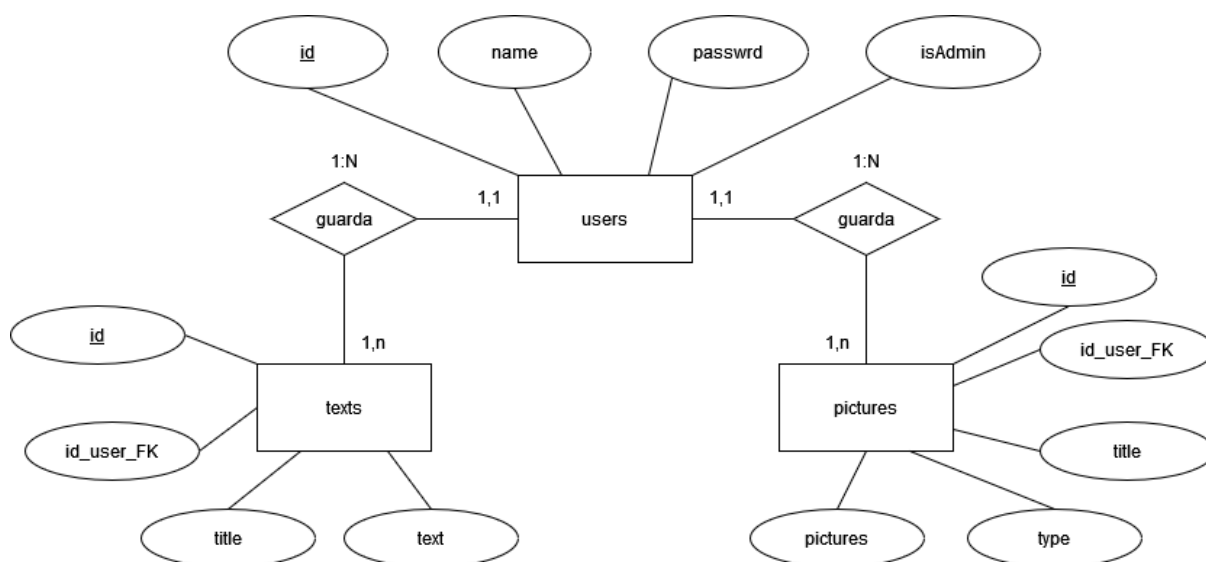 id
name
passwrd
isAdmin
1:N
1:N
guarda
1,1
users
1,1
guarda
id
id
1,n
1,n
id_user_FK
texts
pictures
id_user_FK
title
title
text
pictures
type